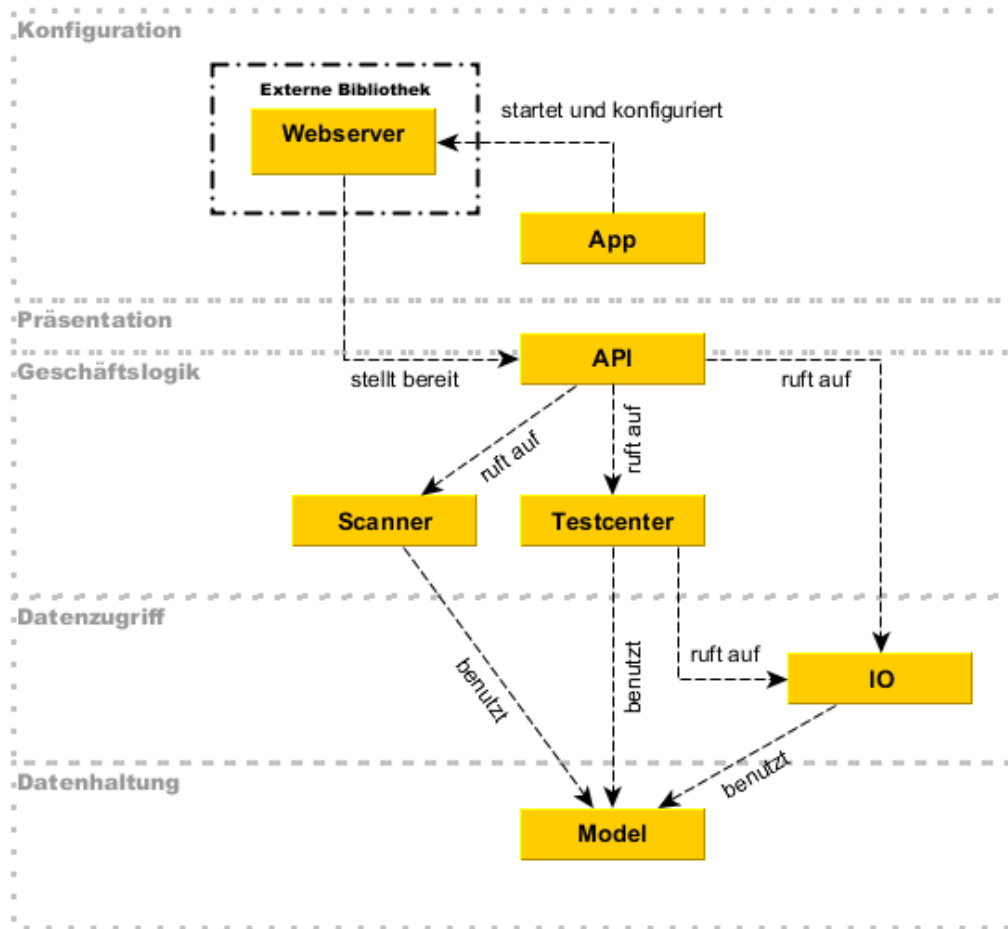 Konfiguration
Externe Bibliothek
Webserver
startet und konfiguriert
App
Präsentation
API
Geschäftslogik
stellt bereit
ruft auf
ruft auf
ruft auf
Scanner
Testcenter
Datenzugriff
benutzt
benutzt
ruft auf
IO
benutzt
Datenhaltung
Model